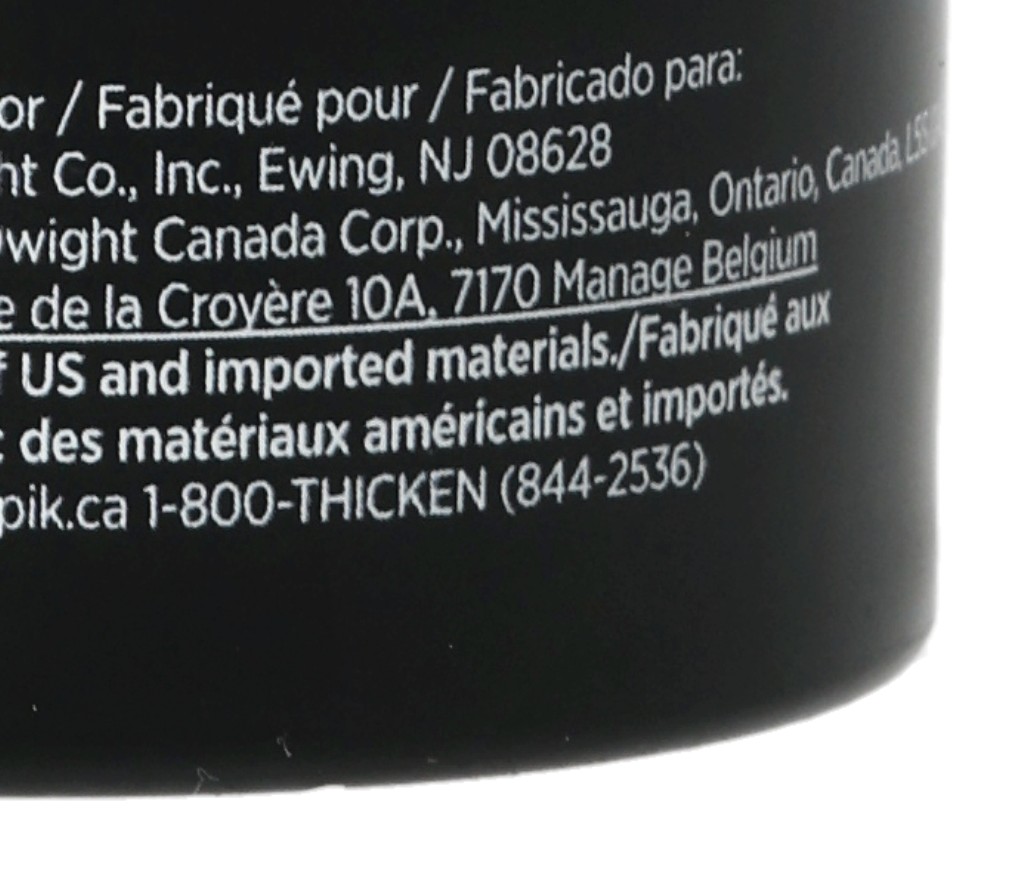 or / Fabriqué pour / Fabricado para:
ht Co., Inc., Ewing, NJ 08628
wight Canada Corp., Mississauga, Ontario, Canada, L5S
e de la Croyère 10A, 7170 Manage Belgium
f US and imported materials./Fabriqué aux
des matériaux américains et importés.
pik.ca 1-800-THICKEN (844-2536)